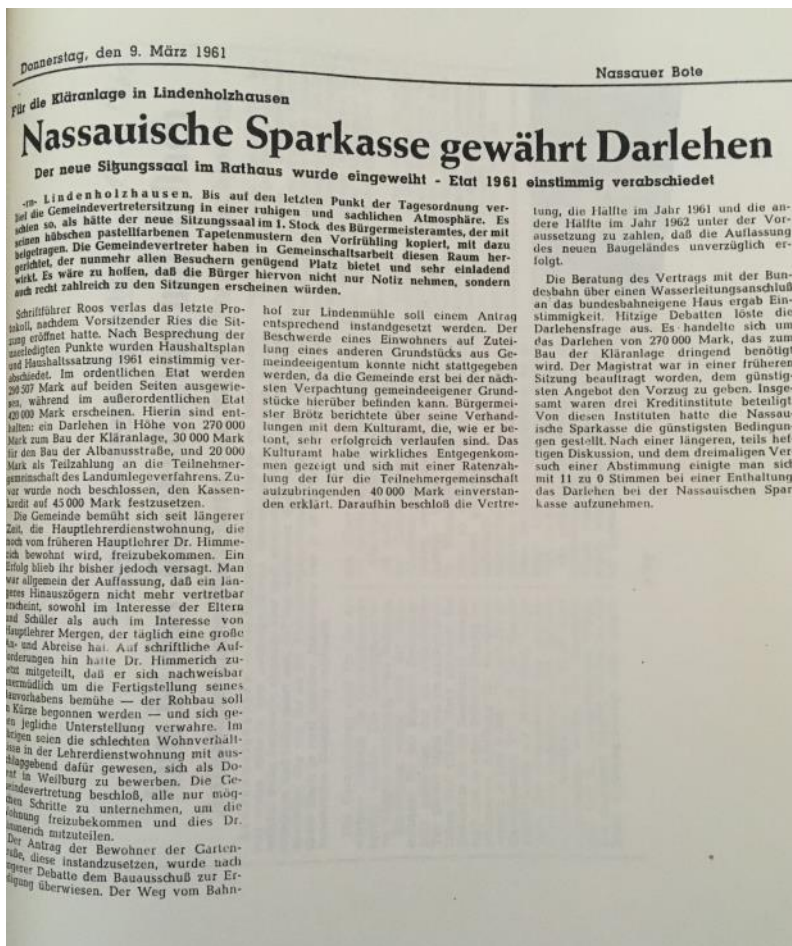 Donnerstag, den 9. März 1961
Nassauer Bote
Für die Kläranlage in Lindenholzhausen
Nassauische Sparkasse gewährt Darlehen
Der neue Sitzungssaal im Rathaus wurde eingeweiht - Etat 1961 einstimmig verabschiedet
-rn- Lindenholzhausen. Bis auf den letzten Punkt der Tagesordnung ver-
lief die Gemeindevertretersitzung in einer ruhigen und sachlichen Atmosphäre. Es
schien so, als hätte der neue Sitzungssaal im 1. Stock des Bürgermeisteramtes, der mit
seinen hübschen pastellfarbenen Tapetenmustern den Vorfrühling kopiert, mit dazu
beigetragen. Die Gemeindevertreter haben in Gemeinschaftsarbeit diesen Raum her-
gerichtet, der nunmehr allen Besuchern genügend Platz bietet und sehr einladend
wirkt. Es wäre zu hoffen, daß die Bürger hiervon nicht nur Notiz nehmen, sondern
auch recht zahlreich zu den Sitzungen erscheinen würden.
Schriftführer Roos verlas das letzte Pro-
tokoll, nachdem Vorsitzender Ries die Sit-
zung eröffnet hatte. Nach Besprechung der
unerledigten Punkte wurden Haushaltsplan
und Haushaltssatzung 1961 einstimmig ver-
abschiedet. Im ordentlichen Etat werden
290 507 Mark auf beiden Seiten ausgewie-
sen, während im außerordentlichen Etat
420 000 Mark erscheinen. Hierin sind ent-
halten: ein Darlehen in Höhe von 270 000
Mark zum Bau der Kläranlage, 30 000 Mark
für den Bau der Albanusstraße, und 20 000
Mark als Teilzahlung an die Teilnehmer-
gemeinschaft des Landumlegeverfahrens. Zu-
vor wurde noch beschlossen, den Kassen-
kredit auf 45 000 Mark festzusetzen.
Die Gemeinde bemüht sich seit längerer
Zeit, die Hauptlehrerdienstwohnung, die
noch vom früheren Hauptlehrer Dr. Himme-
rich bewohnt wird, freizubekommen. Ein
Erfolg blieb ihr bisher jedoch versagt. Man
war allgemein der Auffassung, daß ein län-
geres Hinauszögern nicht mehr vertretbar
erscheint, sowohl im Interesse der Eltern
und Schüler als auch im Interesse von
Hauptlehrer Mergen, der täglich eine große
An- und Abreise hat. Auf schriftliche Auf-
forderungen hin hatte Dr. Himmerich zu-
letzt mitgeteilt, daß er sich nachweisbar
unermüdlich um die Fertigstellung seines
Bauvorhabens bemühe — der Rohbau soll
in Kürze begonnen werden — und sich ge-
gen jegliche Unterstellung verwahre. Im
übrigen seien die schlechten Wohnverhält-
nisse in der Lehrerdienstwohnung mit aus-
schlaggebend dafür gewesen, sich als Do-
zent in Weilburg zu bewerben. Die Ge-
meindevertretung beschloß, alle nur mög-
lichen Schritte zu unternehmen, um die
Wohnung freizubekommen und dies Dr.
Himmerich mitzuteilen.
Der Antrag der Bewohner der Garten-
straße, diese instandzusetzen, wurde nach
längerer Debatte dem Bauausschuß zur Er-
ledigung überwiesen. Der Weg vom Bahn-
hof zur Lindenmühle soll einem Antrag
entsprechend instandgesetzt werden. Der
Beschwerde eines Einwohners auf Zutei-
lung eines anderen Grundstücks aus Ge-
meindeeigentum konnte nicht stattgegeben
werden, da die Gemeinde erst bei der näch-
sten Verpachtung gemeindeeigener Grund-
stücke hierüber befinden kann. Bürgermei-
ster Brötz berichtete über seine Verhand-
lungen mit dem Kulturamt, die, wie er be-
tont, sehr erfolgreich verlaufen sind. Das
Kulturamt habe wirkliches Entgegenkom-
men gezeigt und sich mit einer Ratenzah-
lung der für die Teilnehmergemeinschaft
aufzubringenden 40 000 Mark einverstan-
den erklärt. Daraufhin beschloß die Vertre-
tung, die Hälfte im Jahr 1961 und die an-
dere Hälfte im Jahr 1962 unter der Vor-
aussetzung zu zahlen, daß die Auflassung
des neuen Baugeländes unverzüglich er-
folgt.
Die Beratung des Vertrags mit der Bun-
desbahn über einen Wasserleitungsanschluß
an das bundesbahneigene Haus ergab Ein-
stimmigkeit. Hitzige Debatten löste die
Darlehensfrage aus. Es handelte sich um
das Darlehen von 270 000 Mark, das zum
Bau der Kläranlage dringend benötigt
wird. Der Magistrat war in einer früheren
Sitzung beauftragt worden, dem günstig-
sten Angebot den Vorzug zu geben. Insge-
samt waren drei Kreditinstitute beteiligt
Von diesen Instituten hatte die Nassau-
ische Sparkasse die günstigsten Bedingun-
gen gestellt. Nach einer längeren, teils hef
tigen Diskussion, und dem dreimaligen Ver
such einer Abstimmung einigte man sich
mit 11 zu 0 Stimmen bei einer Enthaltung
das Darlehen bei der Nassauischen Spar
kasse aufzunehmen.